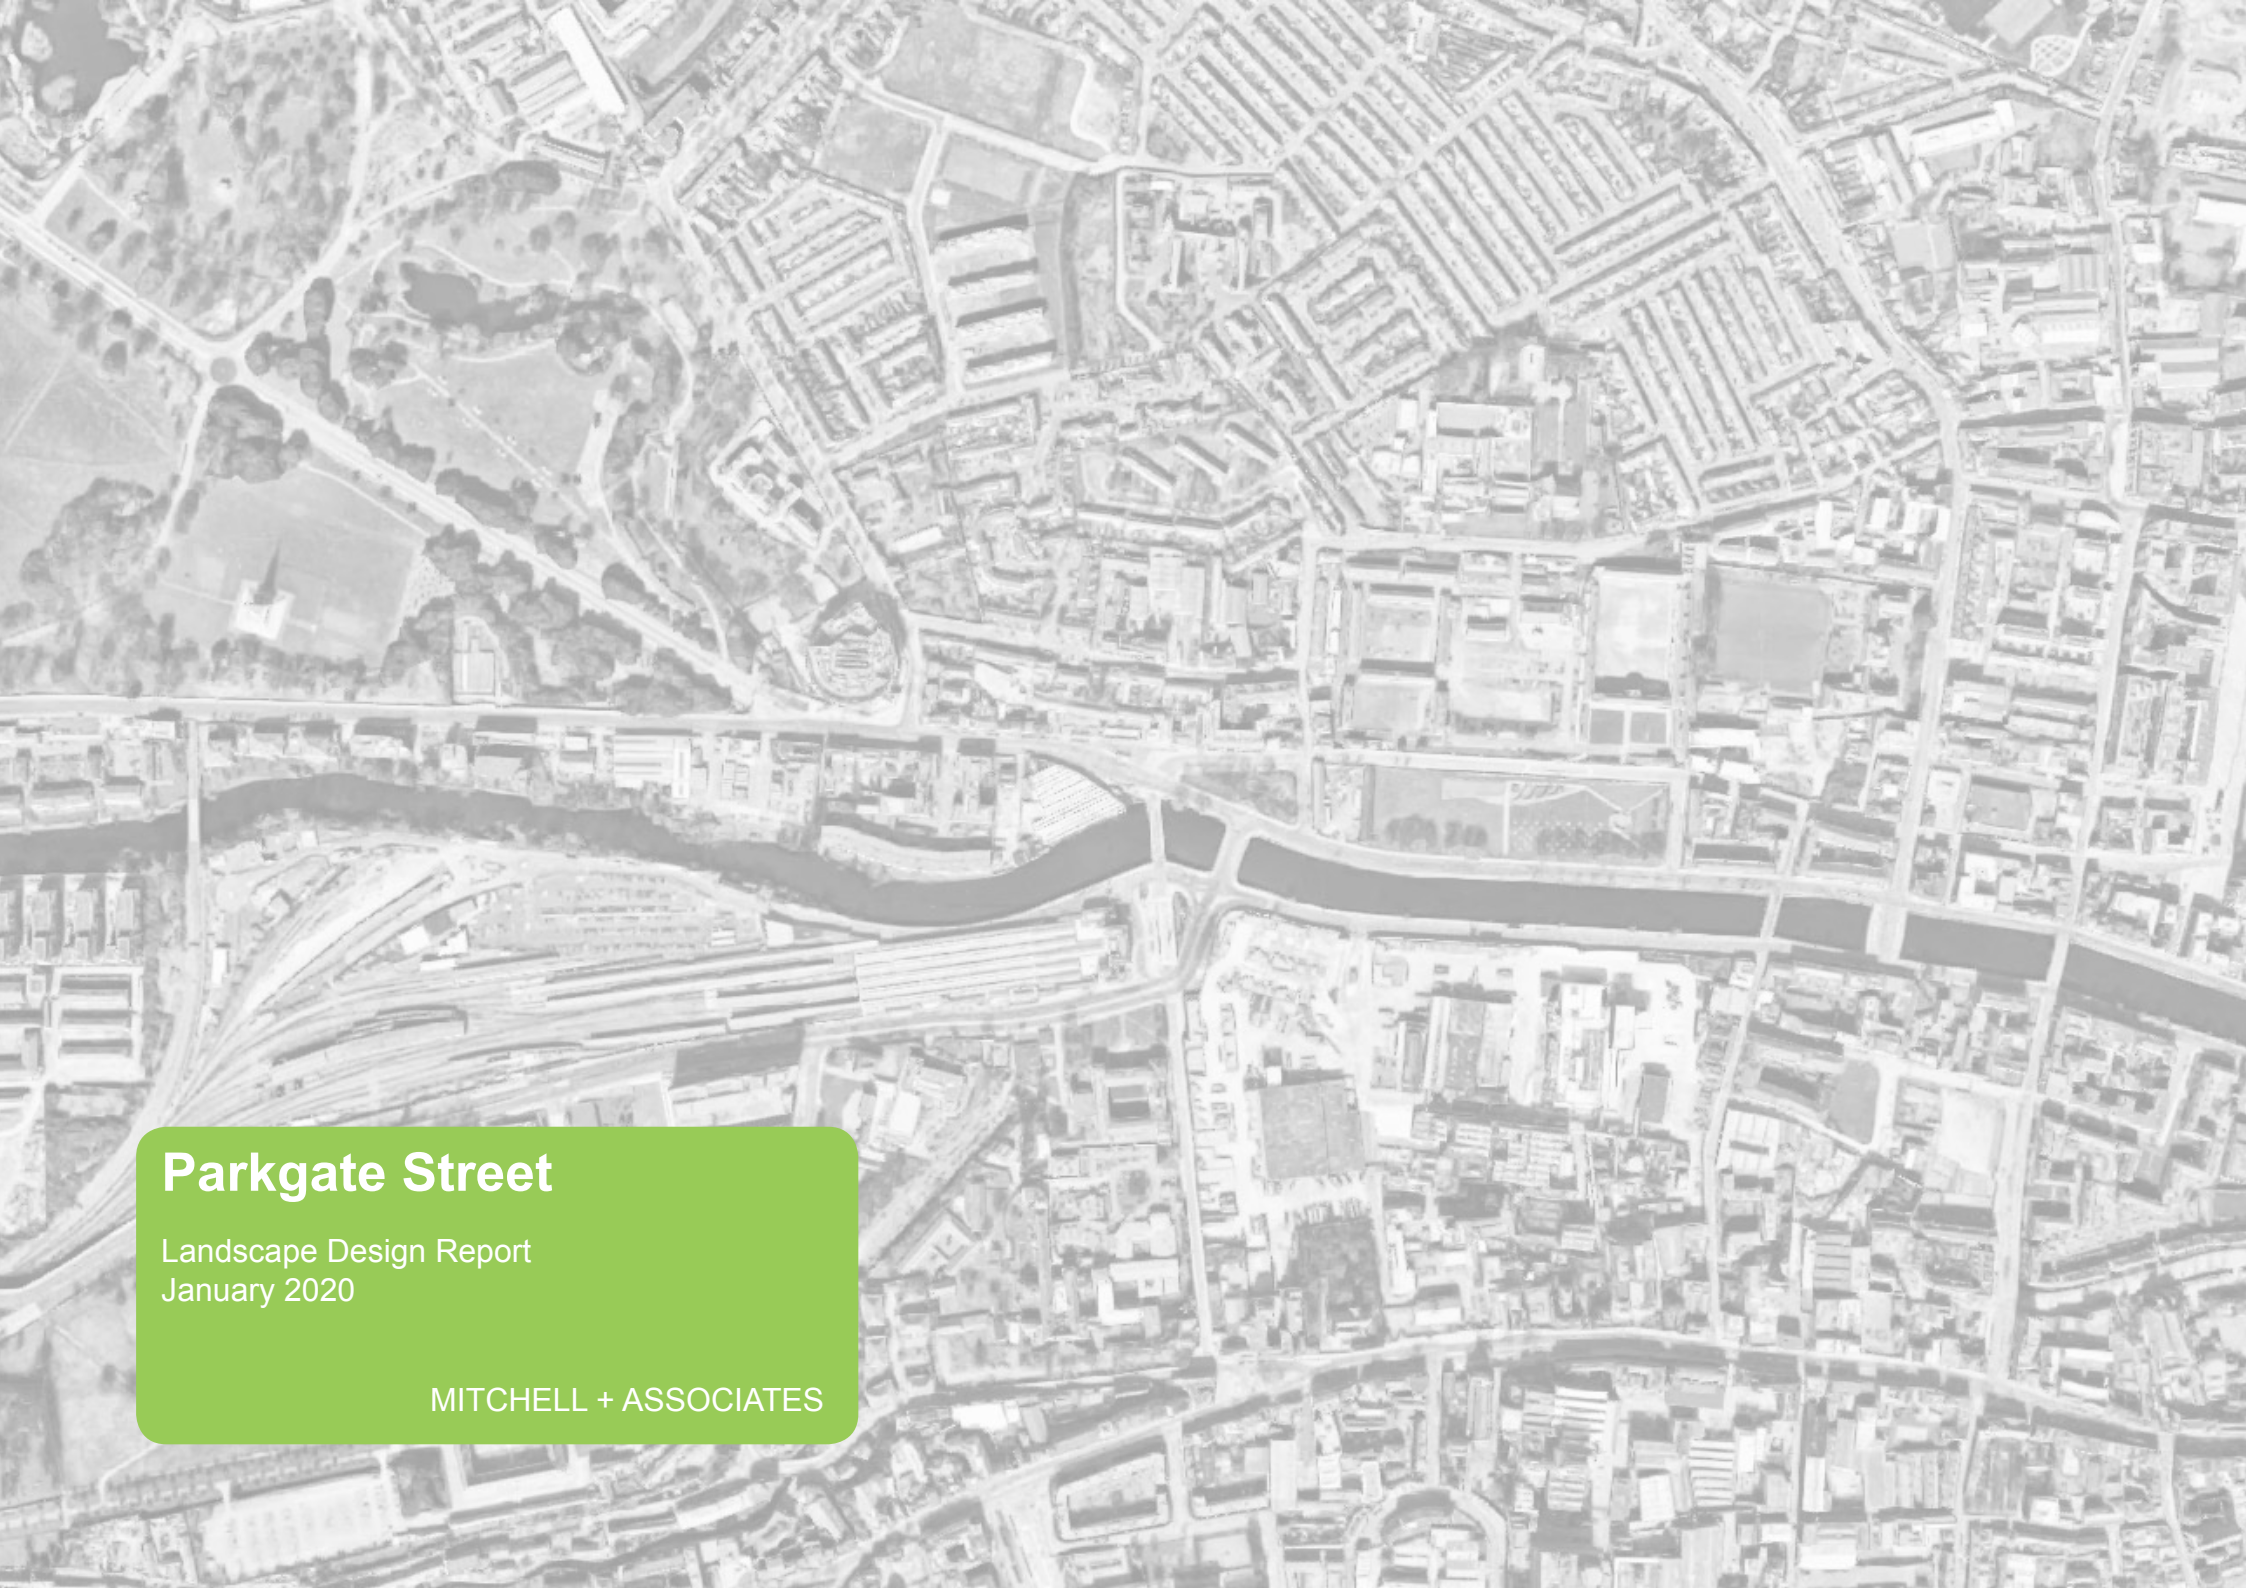 Parkgate Street
Landscape Design Report
January 2020
MITCHELL + ASSOCIATES